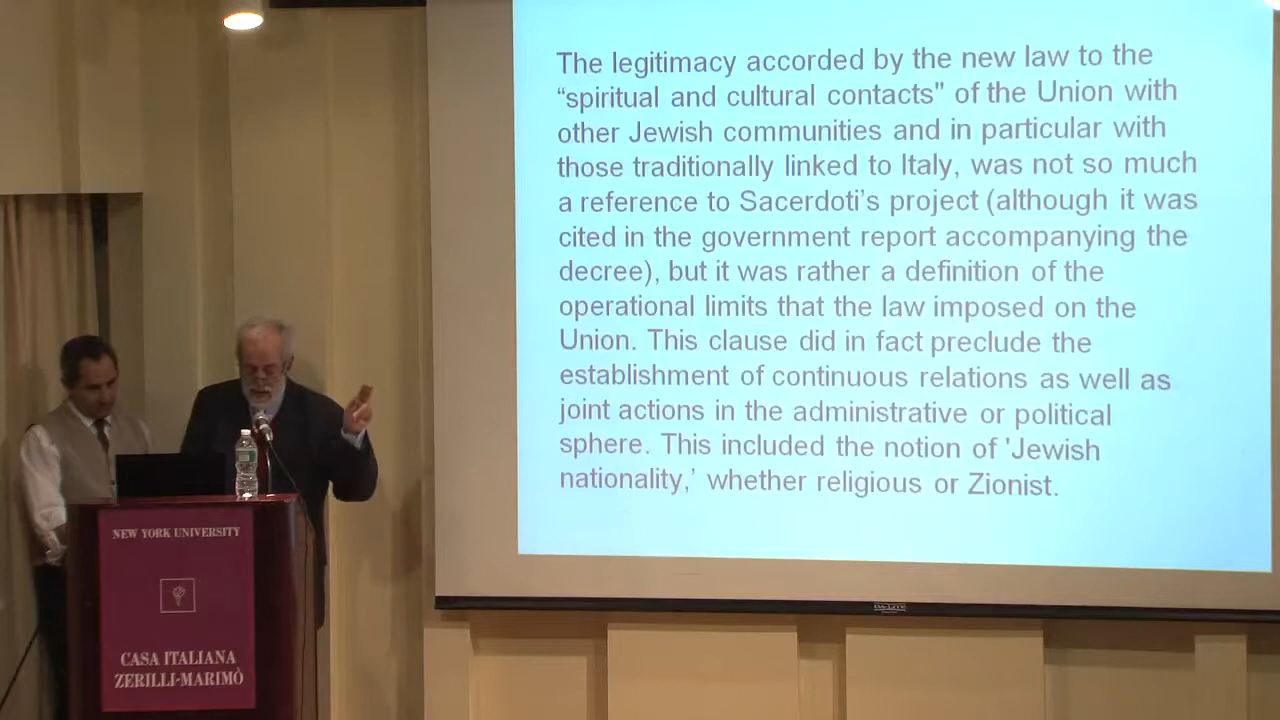 The legitimacy accorded by the new law to the
“spiritual and cultural contacts" of the Union with
other Jewish communities and in particular with
those traditionally linked to Italy, was not so much
a reference to Sacerdoti’s project (although it was
cited in the government report accompanying the
decree), but it was rather a definition of the
operational limits that the law imposed on the
Union. This clause did in fact preclude the
establishment of continuous relations as well as
joint actions in the administrative or political
sphere. This included the notion of 'Jewish
nationality,’ whether religious or Zionist.
DA-LITE
NEW YORK UNIVERSITY
CASA ITALIANA
ZERILLI-MARIMÒ